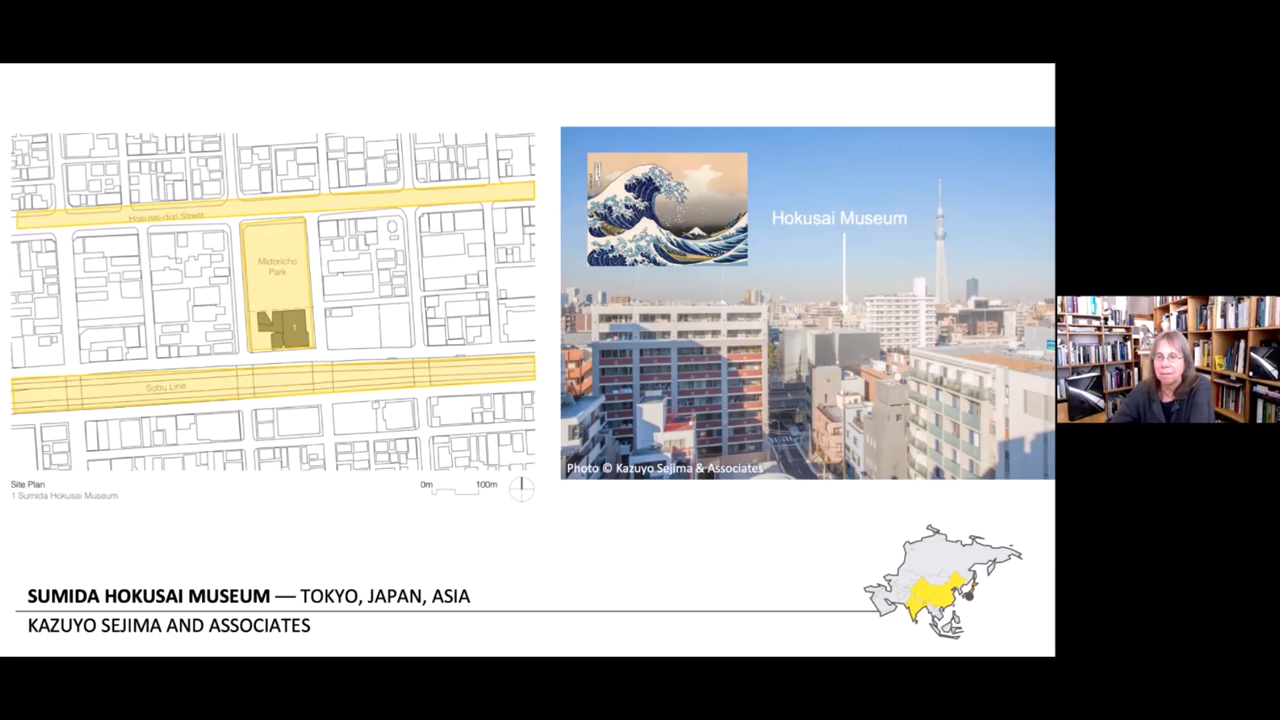 Hokusai-dori Street
Midoricho
Park
1
Sobu Line
Site Plan
1 Sumida Hokusai Museum
0m
100m
Hokusai Museum
Photo © Kazuyo Sejima & Associates
SUMIDA HOKUSAI MUSEUM — TOKYO, JAPAN, ASIA
KAZUYO SEJIMA AND ASSOCIATES